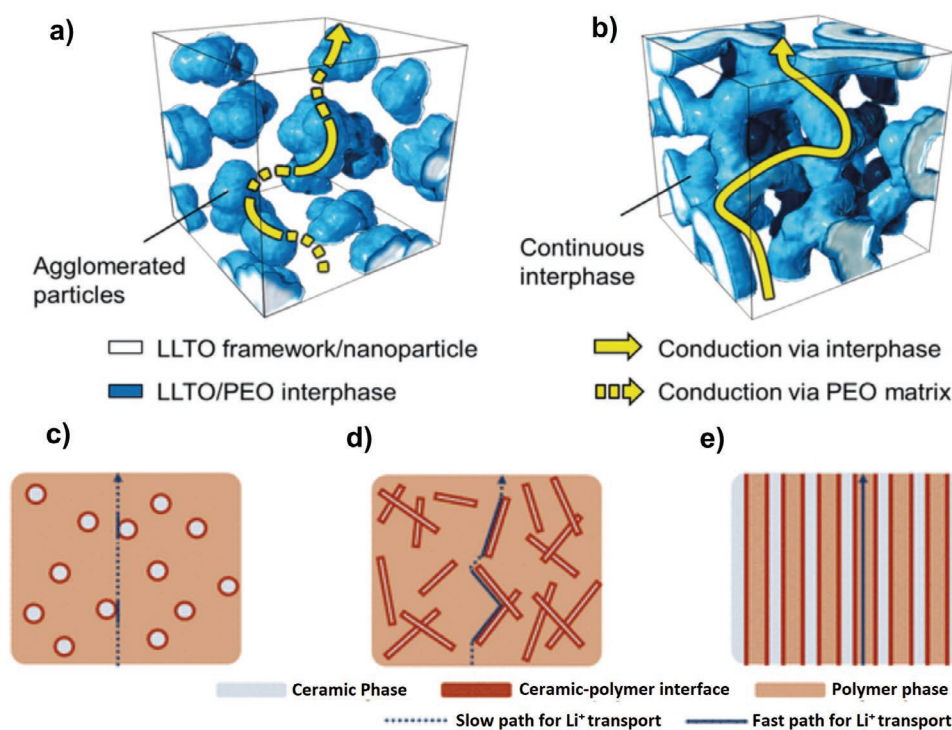 a)
b)
Agglomerated
particles
Continuous
interphase
LLTO framework/nanoparticle
Conduction via interphase
LLTO/PEO interphase
Conduction via PEO matrix
c)
d)
e)
Ceramic Phase
Ceramic-polymer interface
Polymer phase
Slow path for Li⁺ transport
Fast path for Li⁺ transport